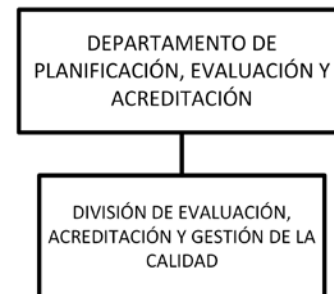 DEPARTAMENTO DE
PLANIFICACIÓN, EVALUACIÓN Y
ACREDITACIÓN
DIVISIÓN DE EVALUACIÓN,
ACREDITACIÓN Y GESTIÓN DE LA
CALIDAD